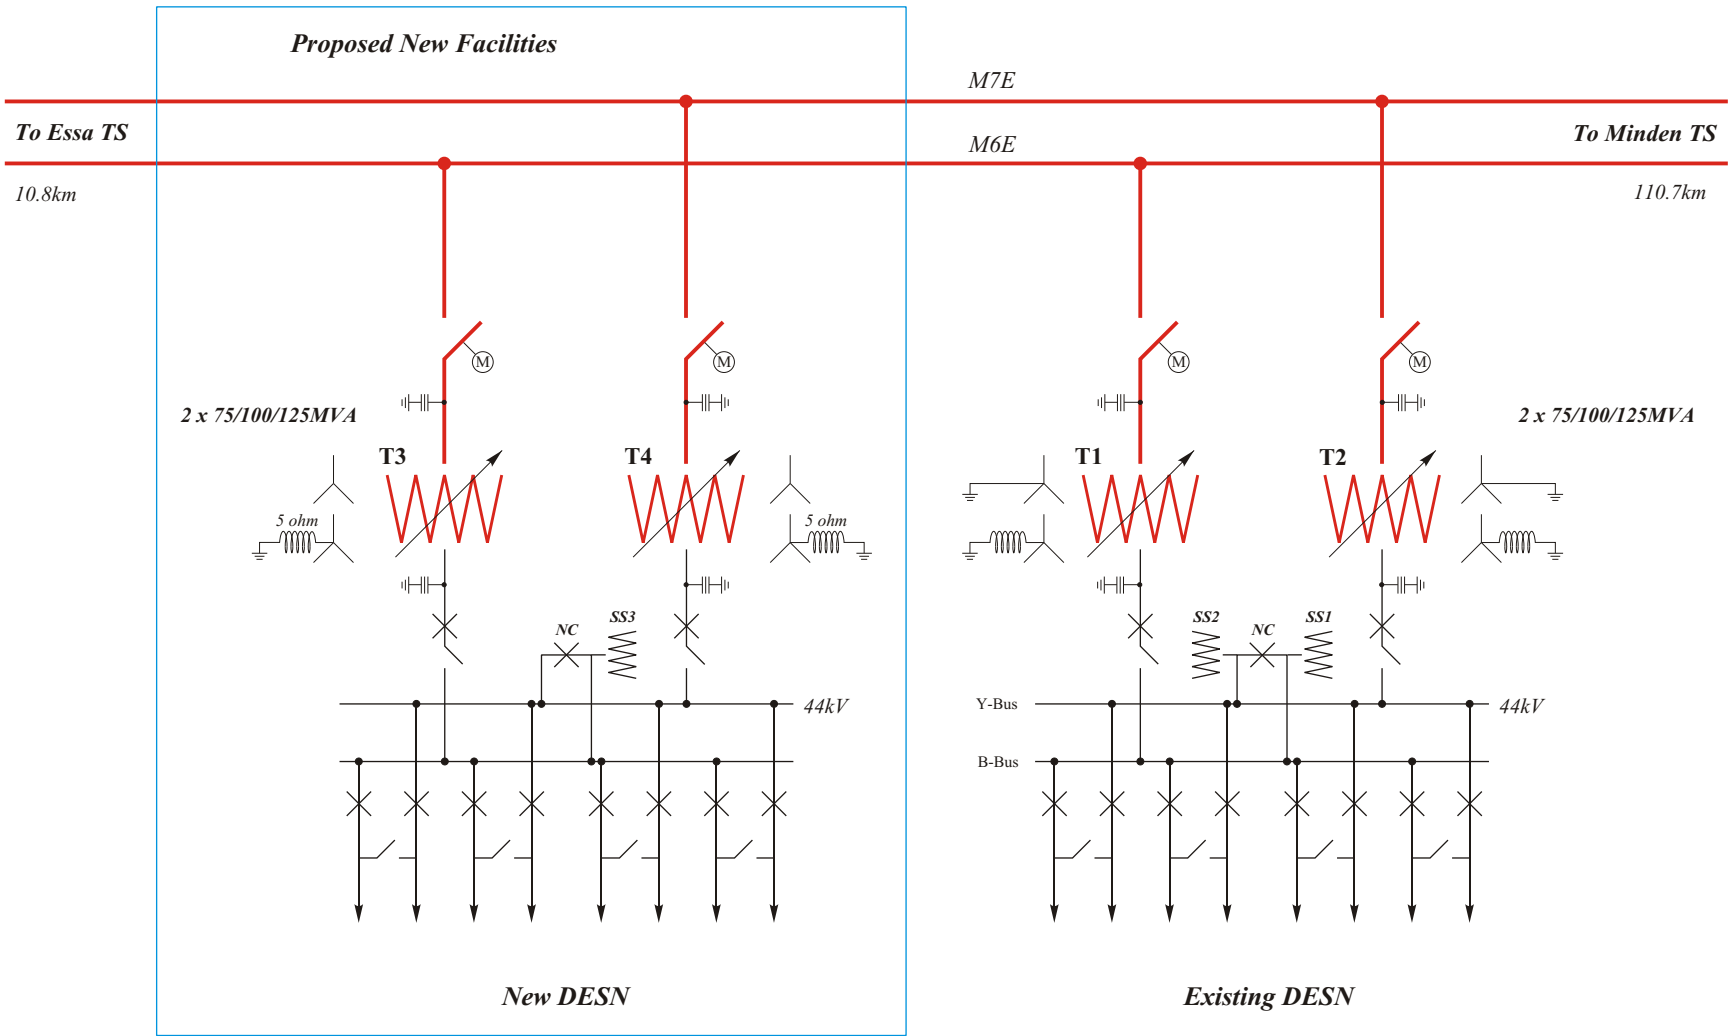 Proposed New Facilities
M7E
To Essa TS
M6E
To Minden TS
10.8km
110.7km
M
M
M
M
2 x 75/100/125MVA
2 x 75/100/125MVA
T3
T4
T1
T2
5 ohm
5 ohm
NC
SS3
SS2
NC
SS1
44kV
Y-Bus
44kV
B-Bus
New DESN
Existing DESN